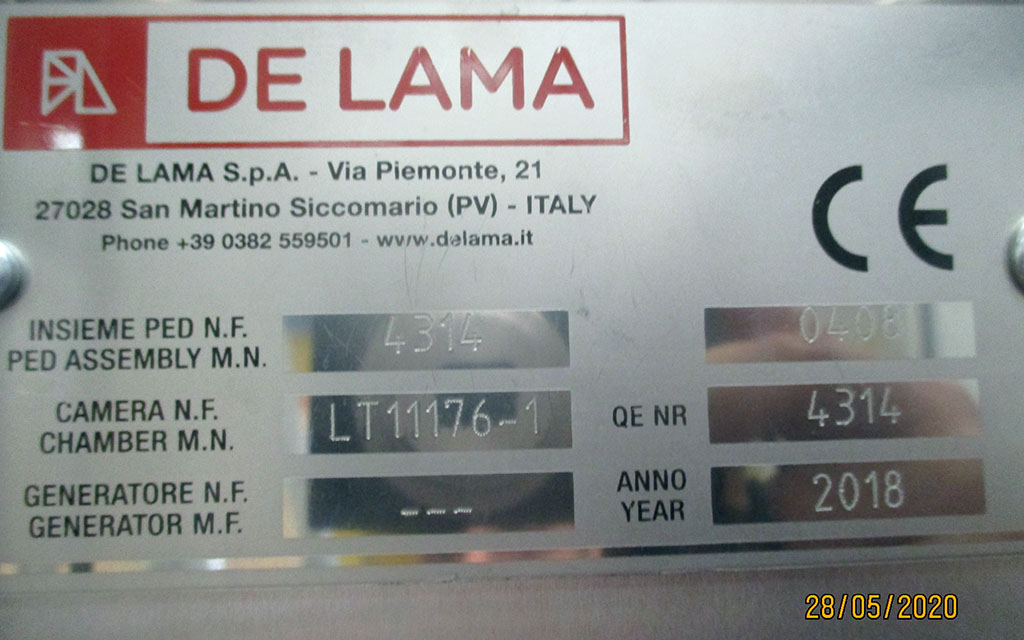 DE LAMA
DE LAMA S.p.A. - Via Piemonte, 21
27028 San Martino Siccomario (PV) - ITALY
Phone +39 0382 559501 - www.delama.it
CE
INSIEME PED N.F.
PED ASSEMBLY M.N.
4314
0408
CAMERA N.F.
CHAMBER M.N.
LT11176-1
QE NR
4314
GENERATORE N.F.
GENERATOR M.F.
---
ANNO
YEAR
2018
28/05/2020